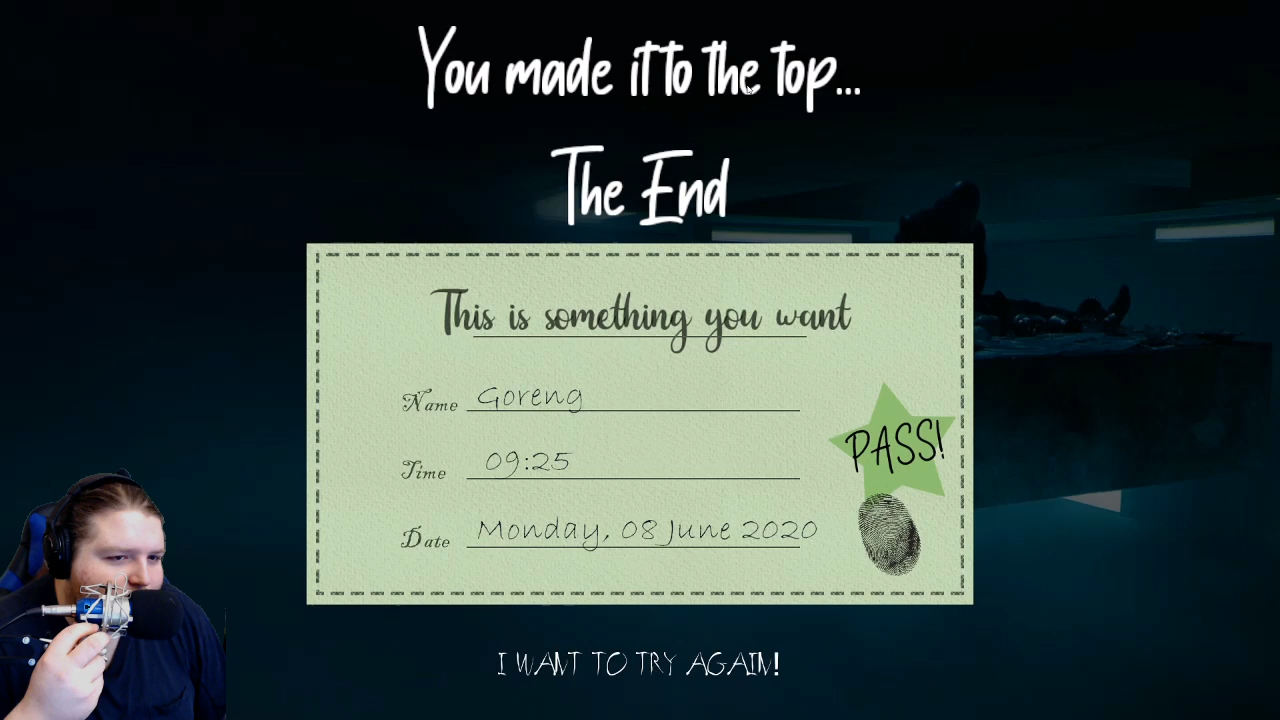 You made it to the top...
The End
This is something you want
Name Goreng
Time 09:25
PASS!
Date Monday, 08 June 2020
I WANT TO TRY AGAIN!